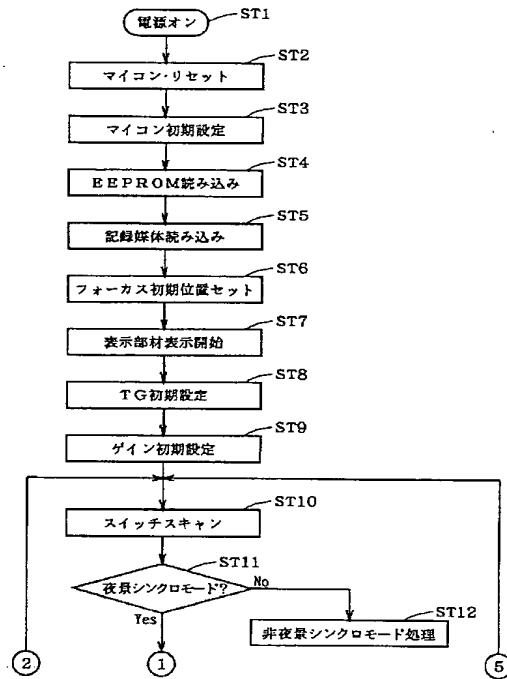 電源オン
ST1
ST2
マイコン・リセット
ST3
マイコン初期設定
ST4
EEPROM読み込み
ST5
記録媒体読み込み
ST6
フォーカス初期位置セット
ST7
表示部材表示開始
ST8
TG初期設定
ST9
ゲイン初期設定
ST10
スイッチスキャン
ST11
夜景シンクロモード?
No
Yes
ST12
非夜景シンクロモード処理
2
1
5